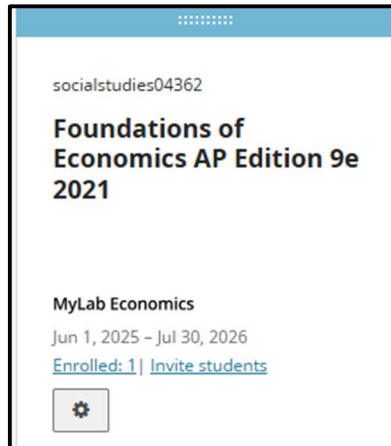 socialstudies04362
Foundations of
Economics AP Edition 9e
2021
MyLab Economics
Jun 1, 2025 – Jul 30, 2026
Enrolled: 1| Invite students